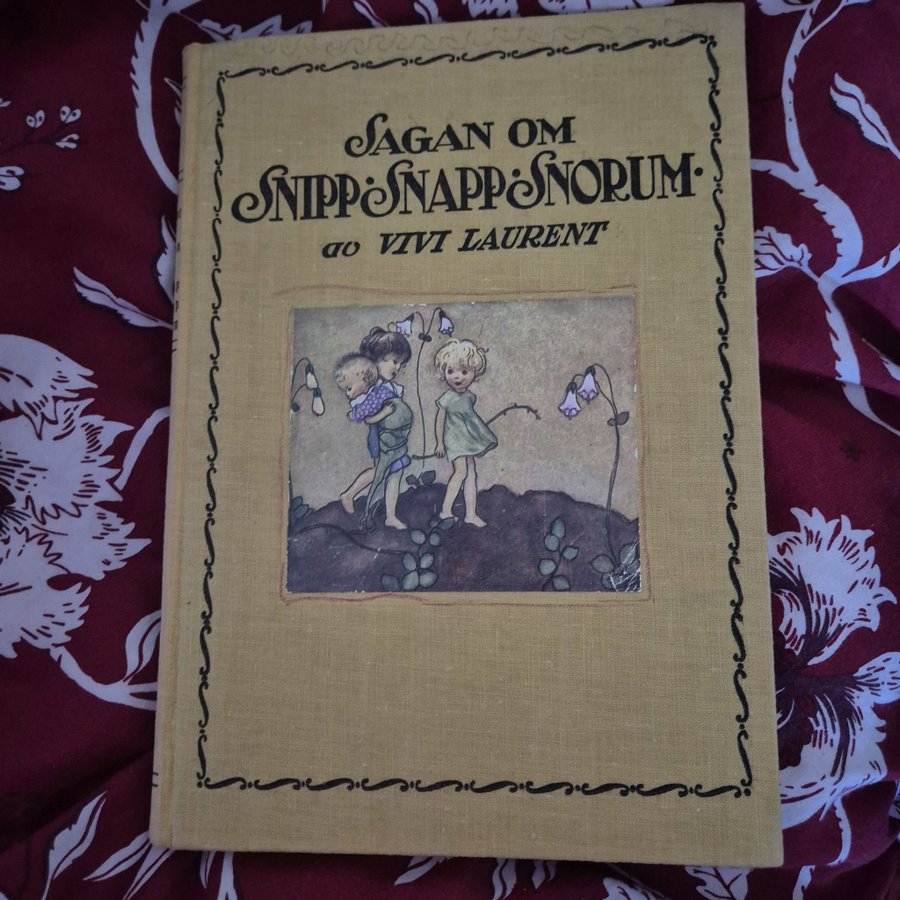 SAGAN OM
SNIPP·SNAPP·SNORUM·
av VIVI LAURENT